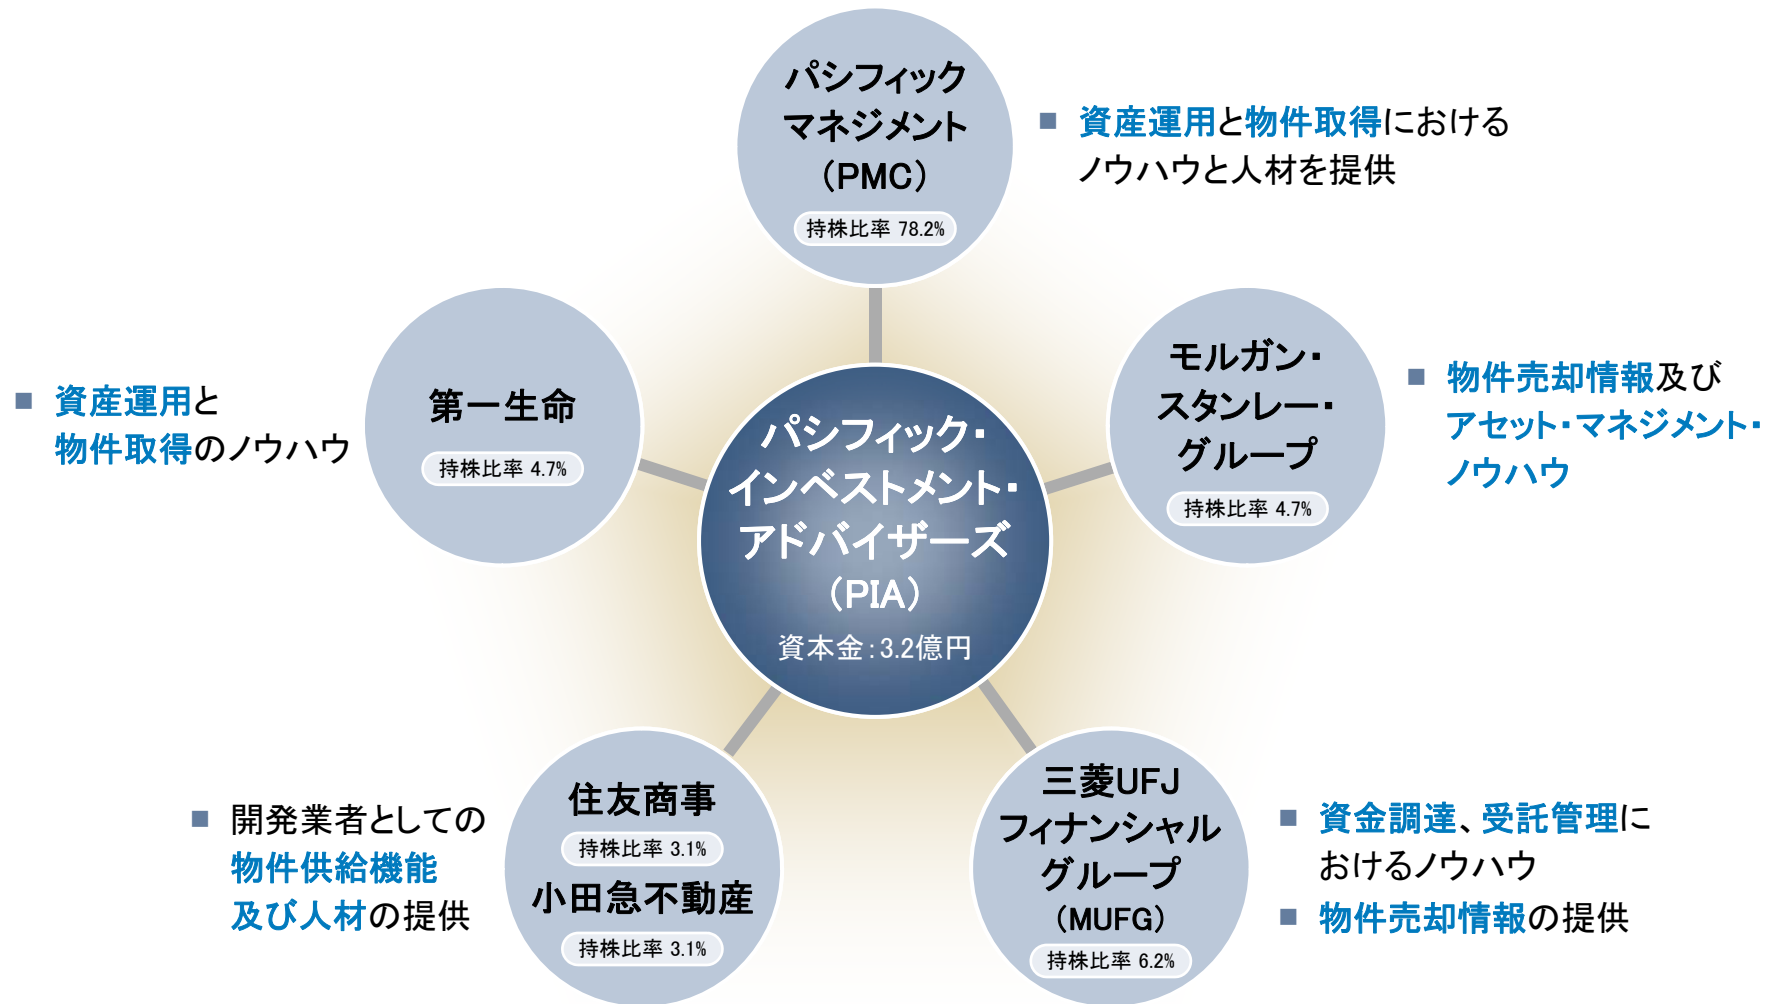 パシフィック
マネジメント
（PMC）
持株比率 78.2%
■ 資産運用と物件取得における
ノウハウと人材を提供
モルガン・
スタンレー・
グループ
持株比率 4.7%
■ 物件売却情報及び
アセット・マネジメント・
ノウハウ
■ 資産運用と
物件取得のノウハウ
第一生命
持株比率 4.7%
パシフィック・
インベストメント・
アドバイザーズ
（PIA）
資本金：3.2億円
■ 開発業者としての
物件供給機能
及び人材の提供
住友商事
持株比率 3.1%
小田急不動産
持株比率 3.1%
三菱UFJ
フィナンシャル
グループ
（MUFG）
持株比率 6.2%
■ 資金調達、受託管理に
おけるノウハウ
■ 物件売却情報の提供